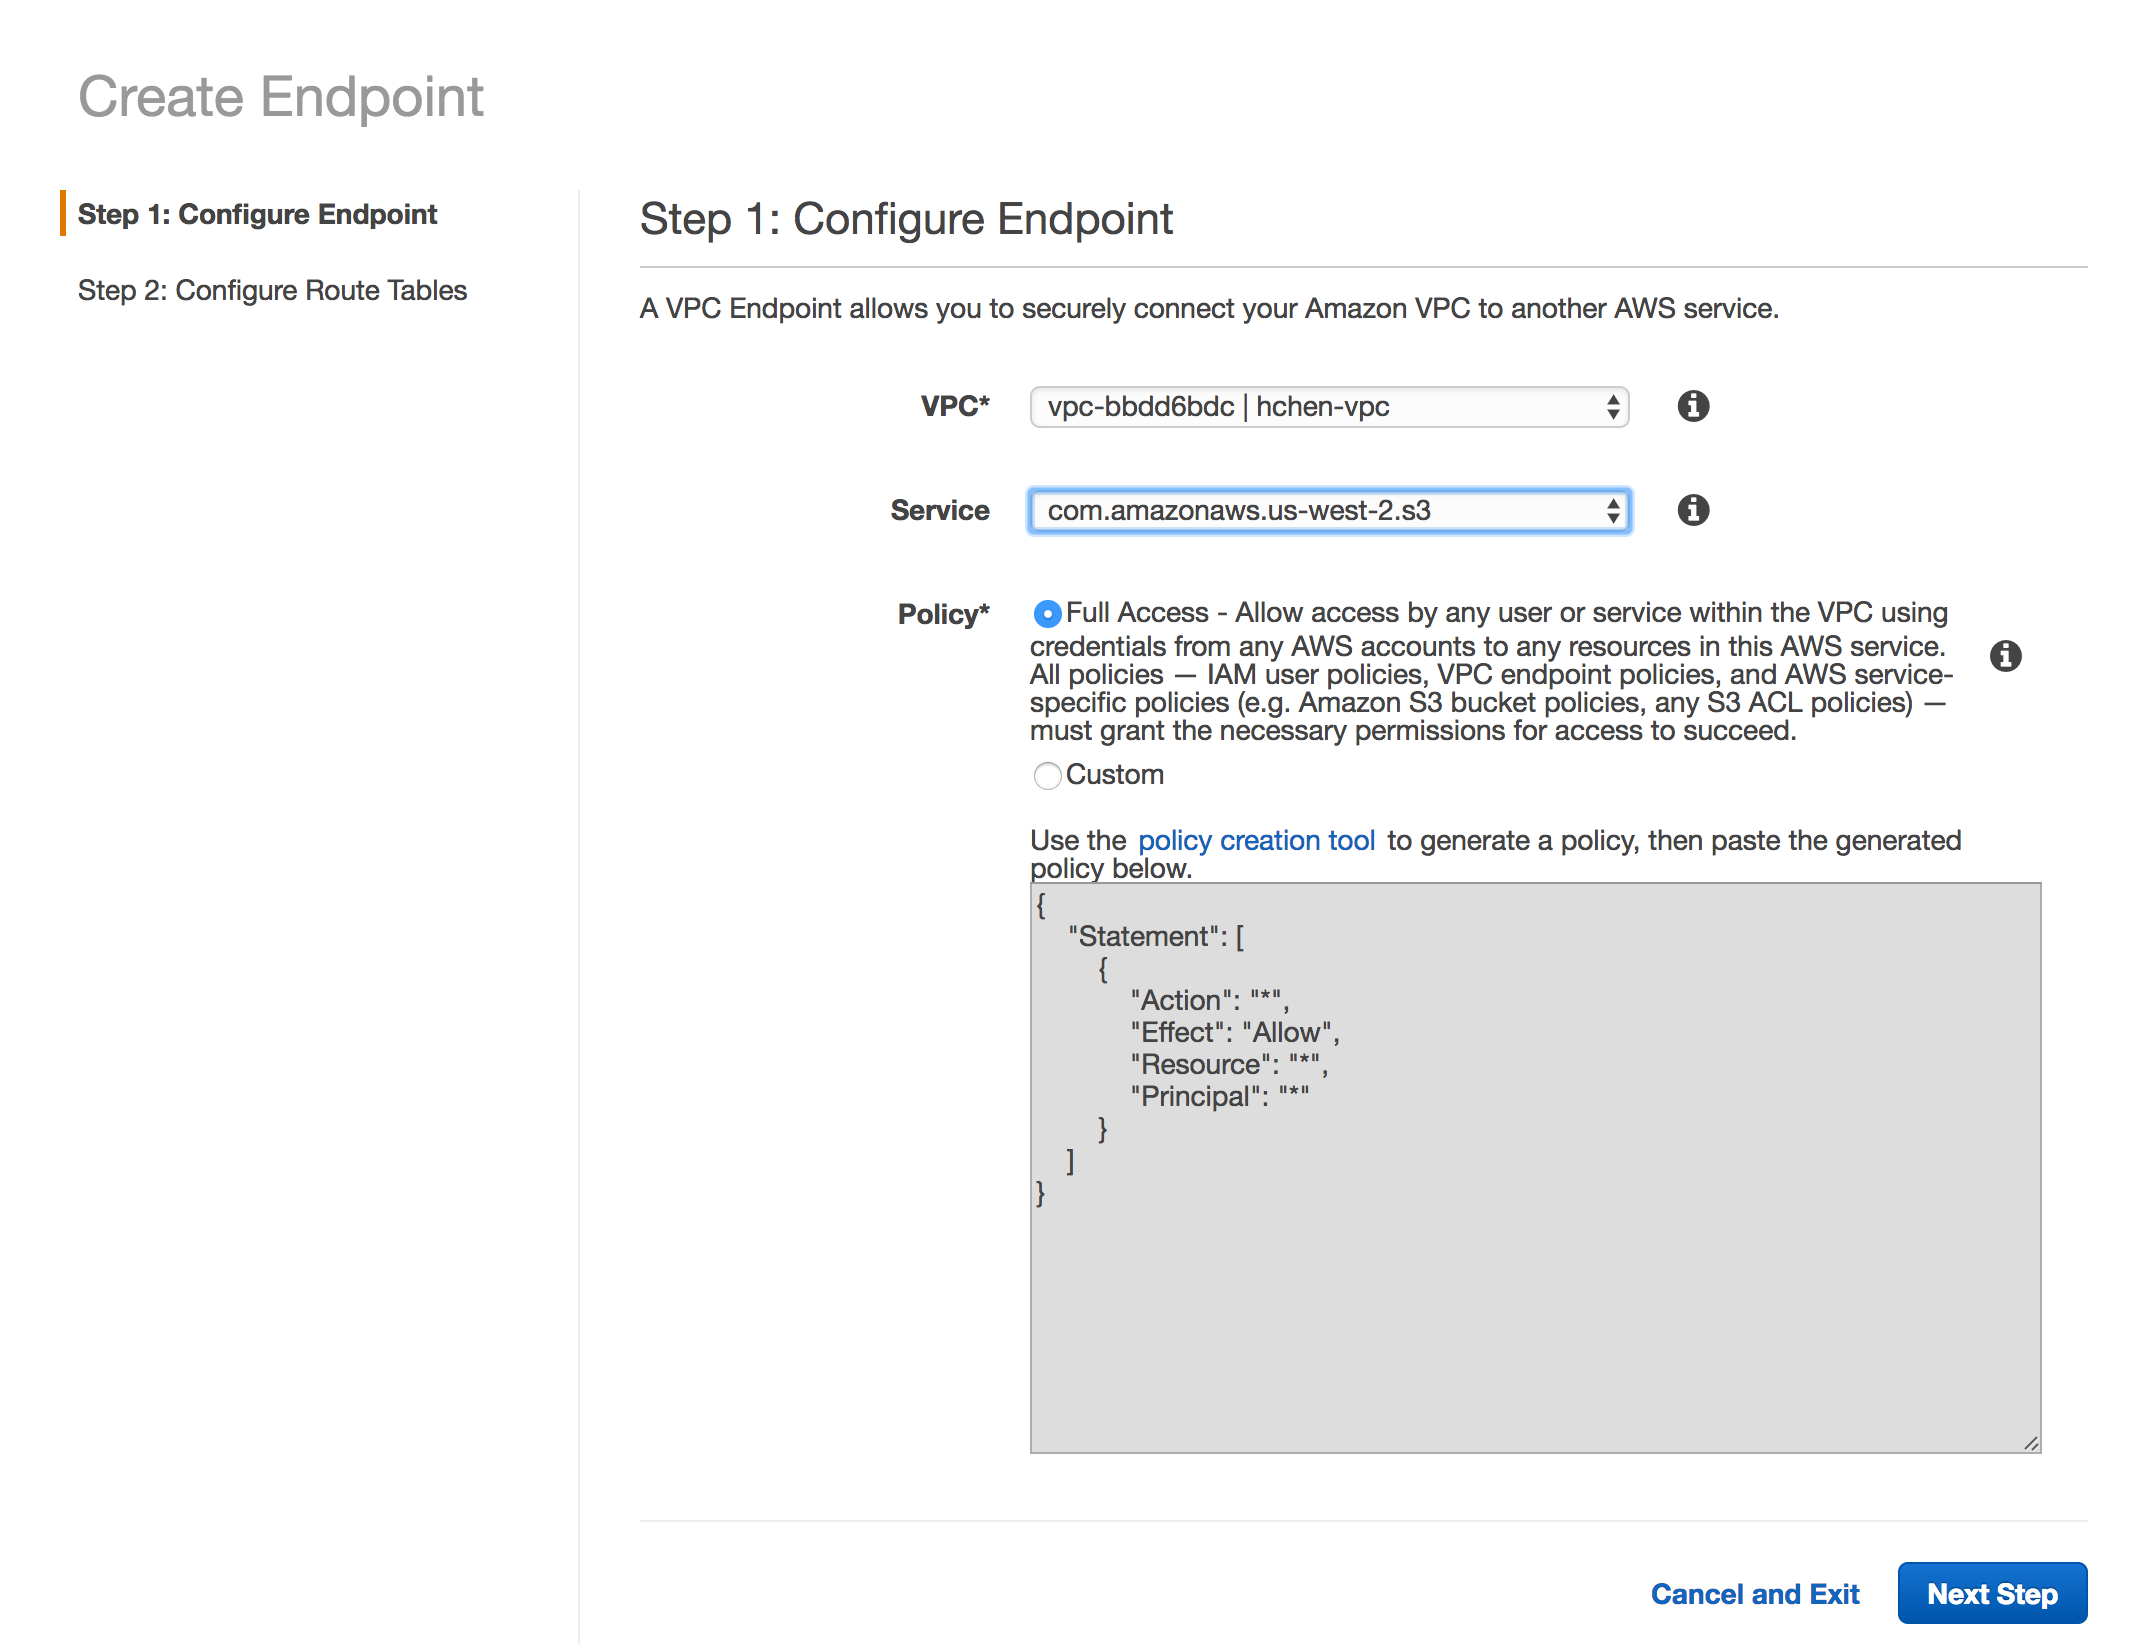 Create Endpoint
Step 1: Configure Endpoint
Step 2: Configure Route Tables
Step 1: Configure Endpoint
A VPC Endpoint allows you to securely connect your Amazon VPC to another AWS service.
VPC* vpc-bbdd6bdc | hchen-vpc
Service com.amazonaws.us-west-2.s3
Policy* Full Access - Allow access by any user or service within the VPC using
credentials from any AWS accounts to any resources in this AWS service.
All policies — IAM user policies, VPC endpoint policies, and AWS service-
specific policies (e.g. Amazon S3 bucket policies, any S3 ACL policies) —
must grant the necessary permissions for access to succeed.
Custom
Use the policy creation tool to generate a policy, then paste the generated
policy below.
{
"Statement": [
{
"Action": "*",
"Effect": "Allow",
"Resource": "*",
"Principal": "*"
}
]
}
Cancel and Exit Next Step